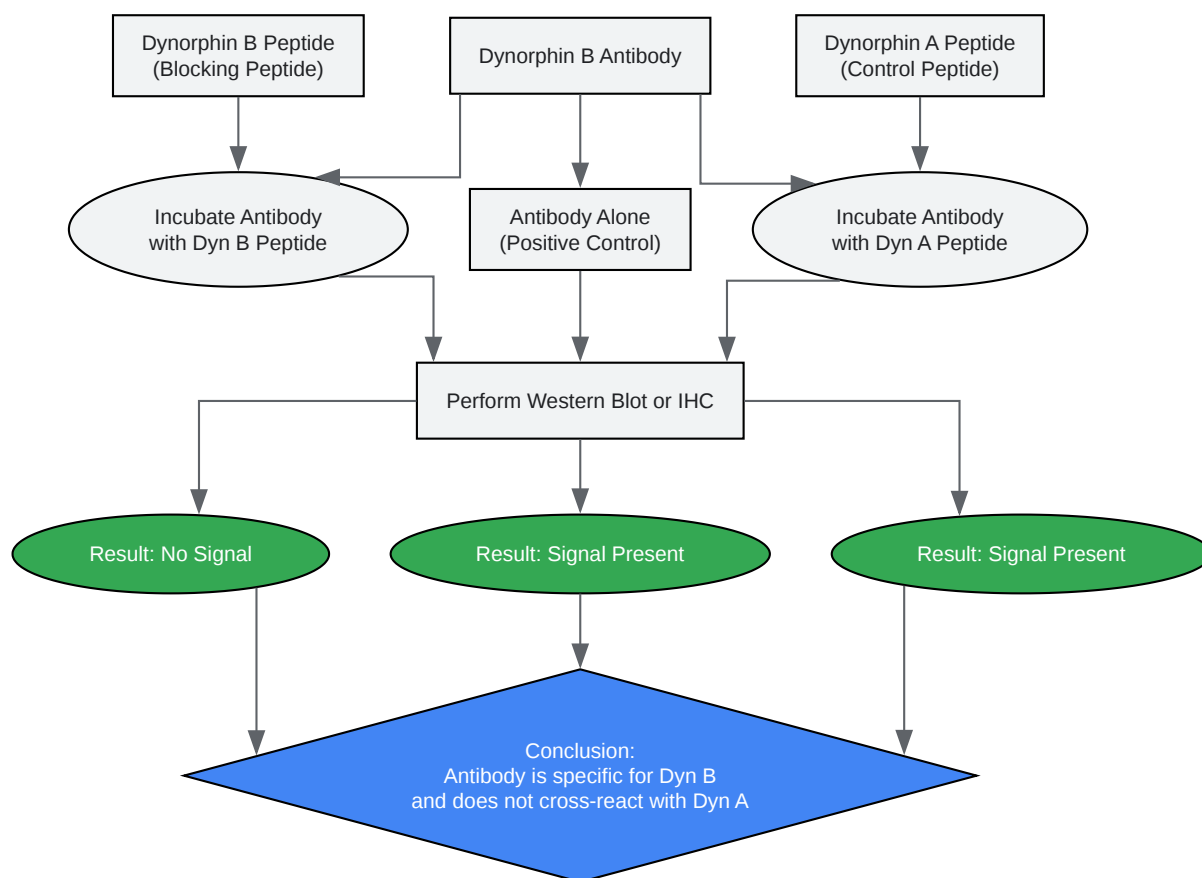 Dynorphin B Peptide
(Blocking Peptide)
Dynorphin B Antibody
Dynorphin A Peptide
(Control Peptide)
Incubate Antibody
with Dyn B Peptide
Antibody Alone
(Positive Control)
Incubate Antibody
with Dyn A Peptide
Perform Western Blot or IHC
Result: No Signal
Result: Signal Present
Result: Signal Present
Conclusion:
Antibody is specific for Dyn B
and does not cross-react with Dyn A